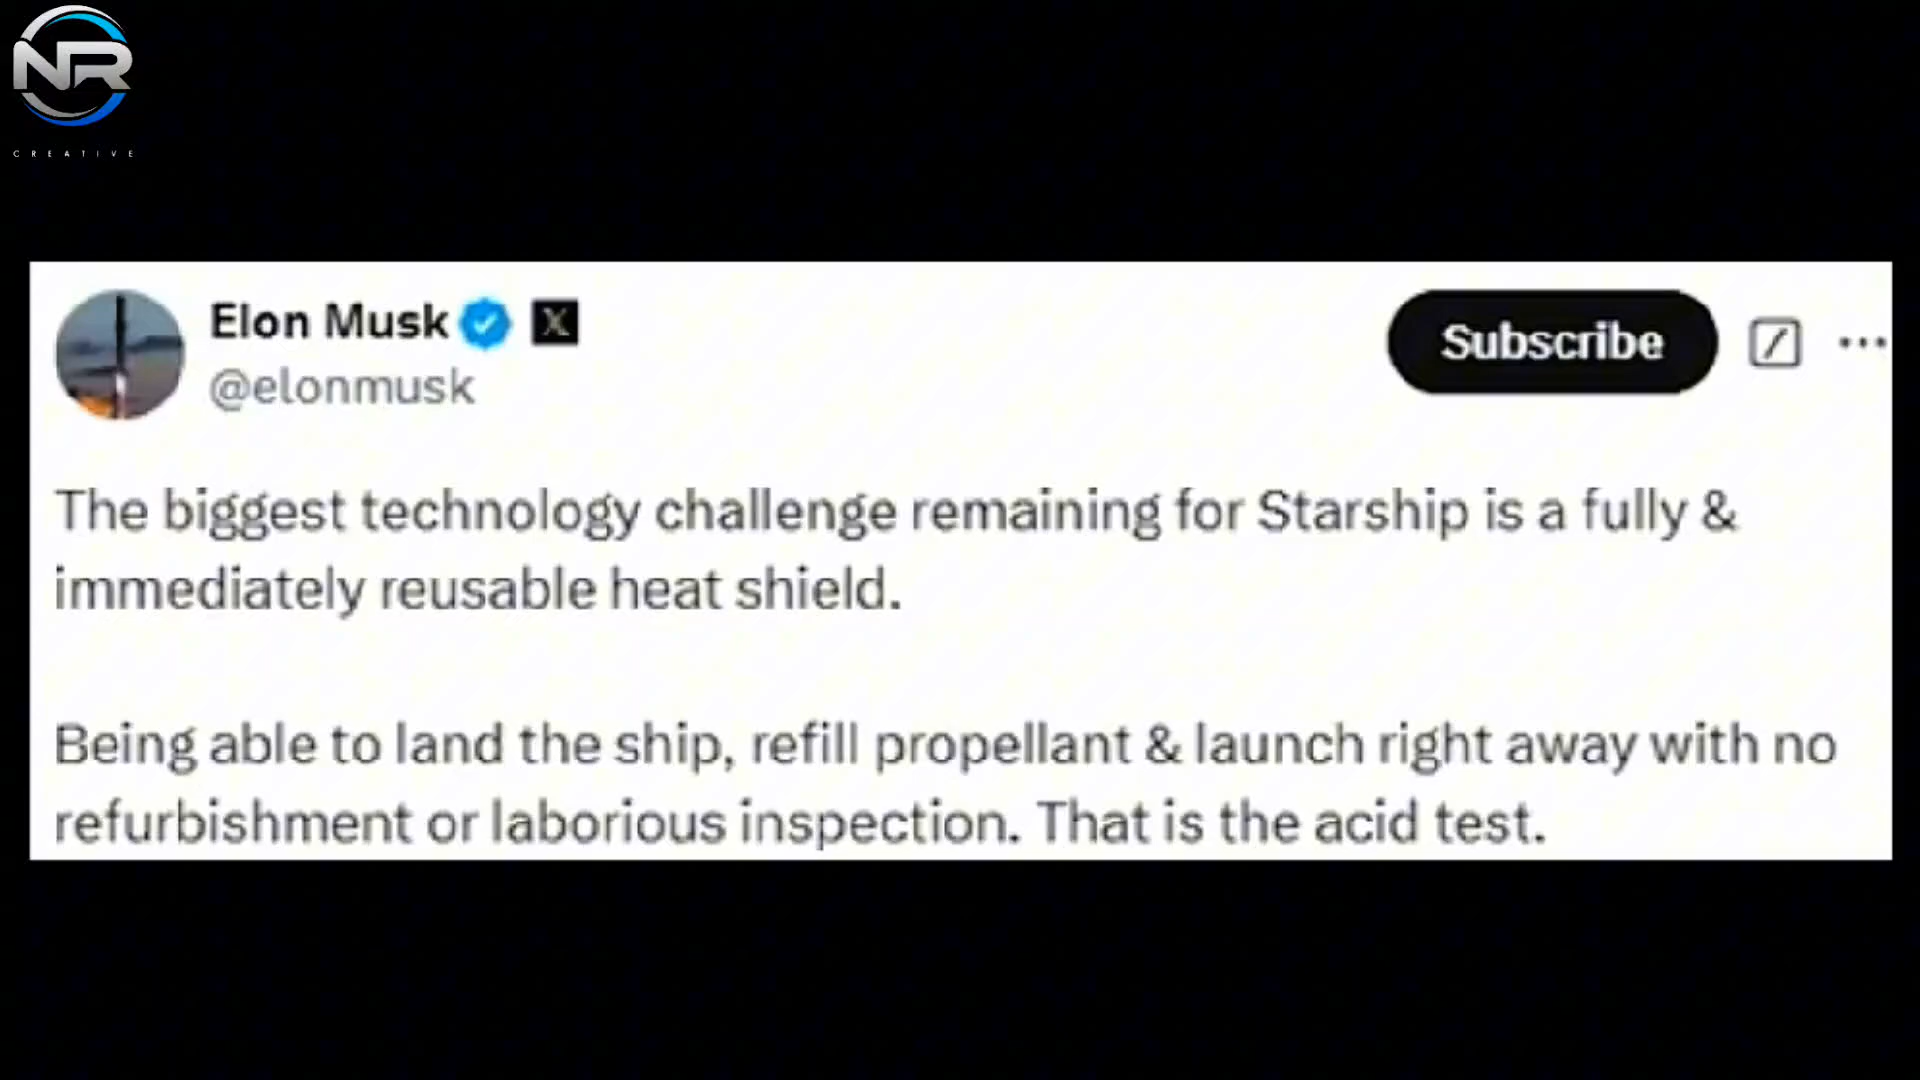 NR
CREATIVE
Elon Musk X
Subscribe
@elonmusk
The biggest technology challenge remaining for Starship is a fully &
immediately reusable heat shield.
Being able to land the ship, refill propellant & launch right away with no
refurbishment or laborious inspection. That is the acid test.